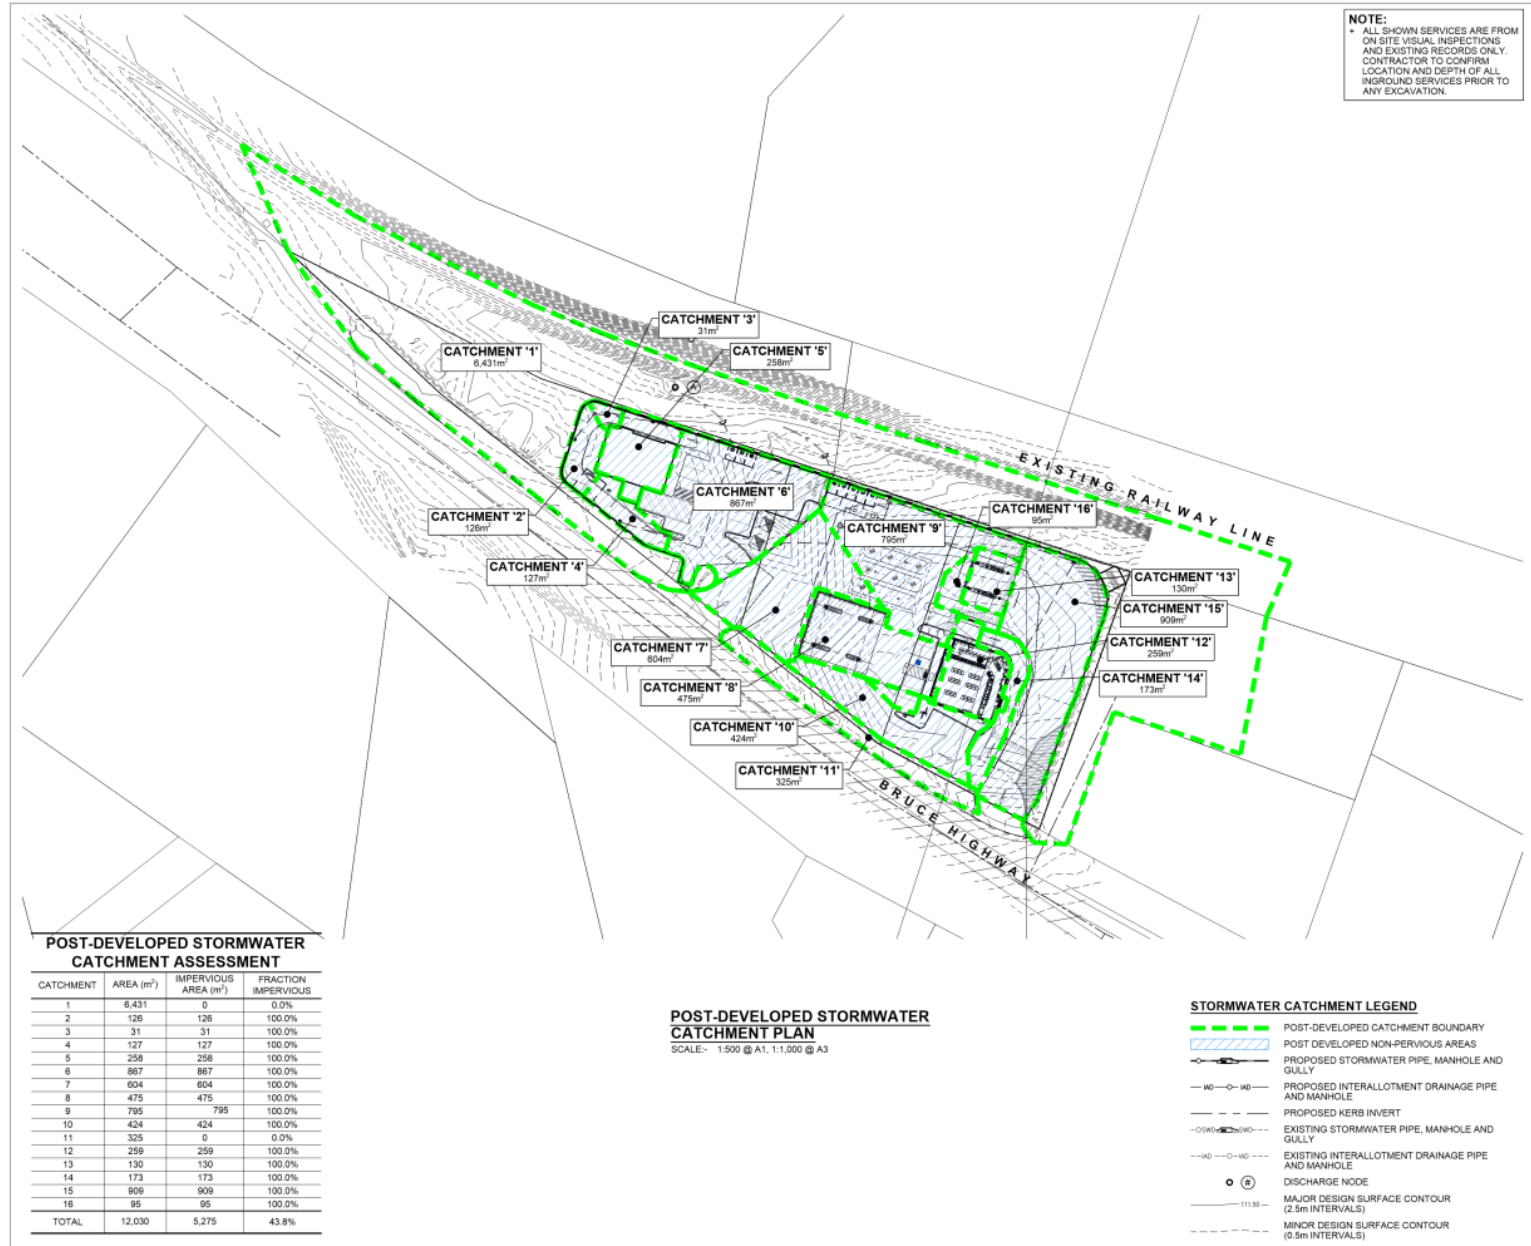 NOTE:
+ ALL SHOWN SERVICES ARE FROM
ON SITE VISUAL INSPECTIONS
AND EXISTING RECORDS ONLY.
CONTRACTOR TO CONFIRM
LOCATION AND DEPTH OF ALL
INGROUND SERVICES PRIOR TO
ANY EXCAVATION.
CATCHMENT '3'
31m²
CATCHMENT '1'
6,431m²
CATCHMENT '5'
258m²
EXISTING RAILWAY LINE
CATCHMENT '6'
867m²
CATCHMENT '2'
126m²
CATCHMENT '9'
795m²
CATCHMENT '16'
95m²
CATCHMENT '4'
127m²
CATCHMENT '13'
130m²
CATCHMENT '15'
909m²
CATCHMENT '7'
604m²
CATCHMENT '12'
259m²
CATCHMENT '8'
475m²
CATCHMENT '14'
173m²
CATCHMENT '10'
424m²
CATCHMENT '11'
325m²
BRUCE HIGHWAY
POST-DEVELOPED STORMWATER
CATCHMENT ASSESSMENT
CATCHMENT AREA (m²) IMPERVIOUS AREA (m²) FRACTION IMPERVIOUS
1 6,431 0 0.0%
2 126 126 100.0%
3 31 31 100.0%
4 127 127 100.0%
5 258 258 100.0%
6 867 867 100.0%
7 604 604 100.0%
8 475 475 100.0%
9 795 795 100.0%
10 424 424 100.0%
11 325 0 0.0%
12 259 259 100.0%
13 130 130 100.0%
14 173 173 100.0%
15 909 909 100.0%
16 95 95 100.0%
TOTAL 12,030 5,275 43.8%
POST-DEVELOPED STORMWATER
CATCHMENT PLAN
SCALE:- 1:500 @ A1, 1:1,000 @ A3
STORMWATER CATCHMENT LEGEND
POST-DEVELOPED CATCHMENT BOUNDARY
POST DEVELOPED NON-PERVIOUS AREAS
PROPOSED STORMWATER PIPE, MANHOLE AND
GULLY
IAD IAD PROPOSED INTERALLOTMENT DRAINAGE PIPE
AND MANHOLE
PROPOSED KERB INVERT
SWD SWD EXISTING STORMWATER PIPE, MANHOLE AND
GULLY
IAD IAD EXISTING INTERALLOTMENT DRAINAGE PIPE
AND MANHOLE
# DISCHARGE NODE
111.50 MAJOR DESIGN SURFACE CONTOUR
(2.5m INTERVALS)
MINOR DESIGN SURFACE CONTOUR
(0.5m INTERVALS)